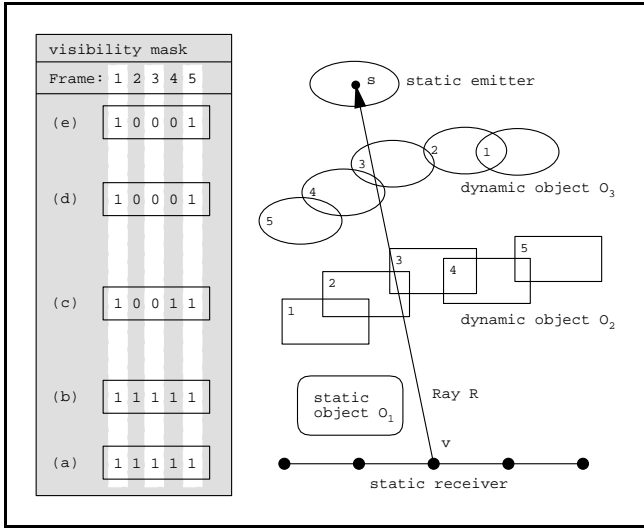 visibility mask
Frame: 1 2 3 4 5
(e) 1 0 0 0 1
(d) 1 0 0 0 1
(c) 1 0 0 1 1
(b) 1 1 1 1 1
(a) 1 1 1 1 1
s
static emitter
1
2
3
4
5
dynamic object O3
5
4
3
2
1
dynamic object O2
static
object O1
Ray R
v
static receiver